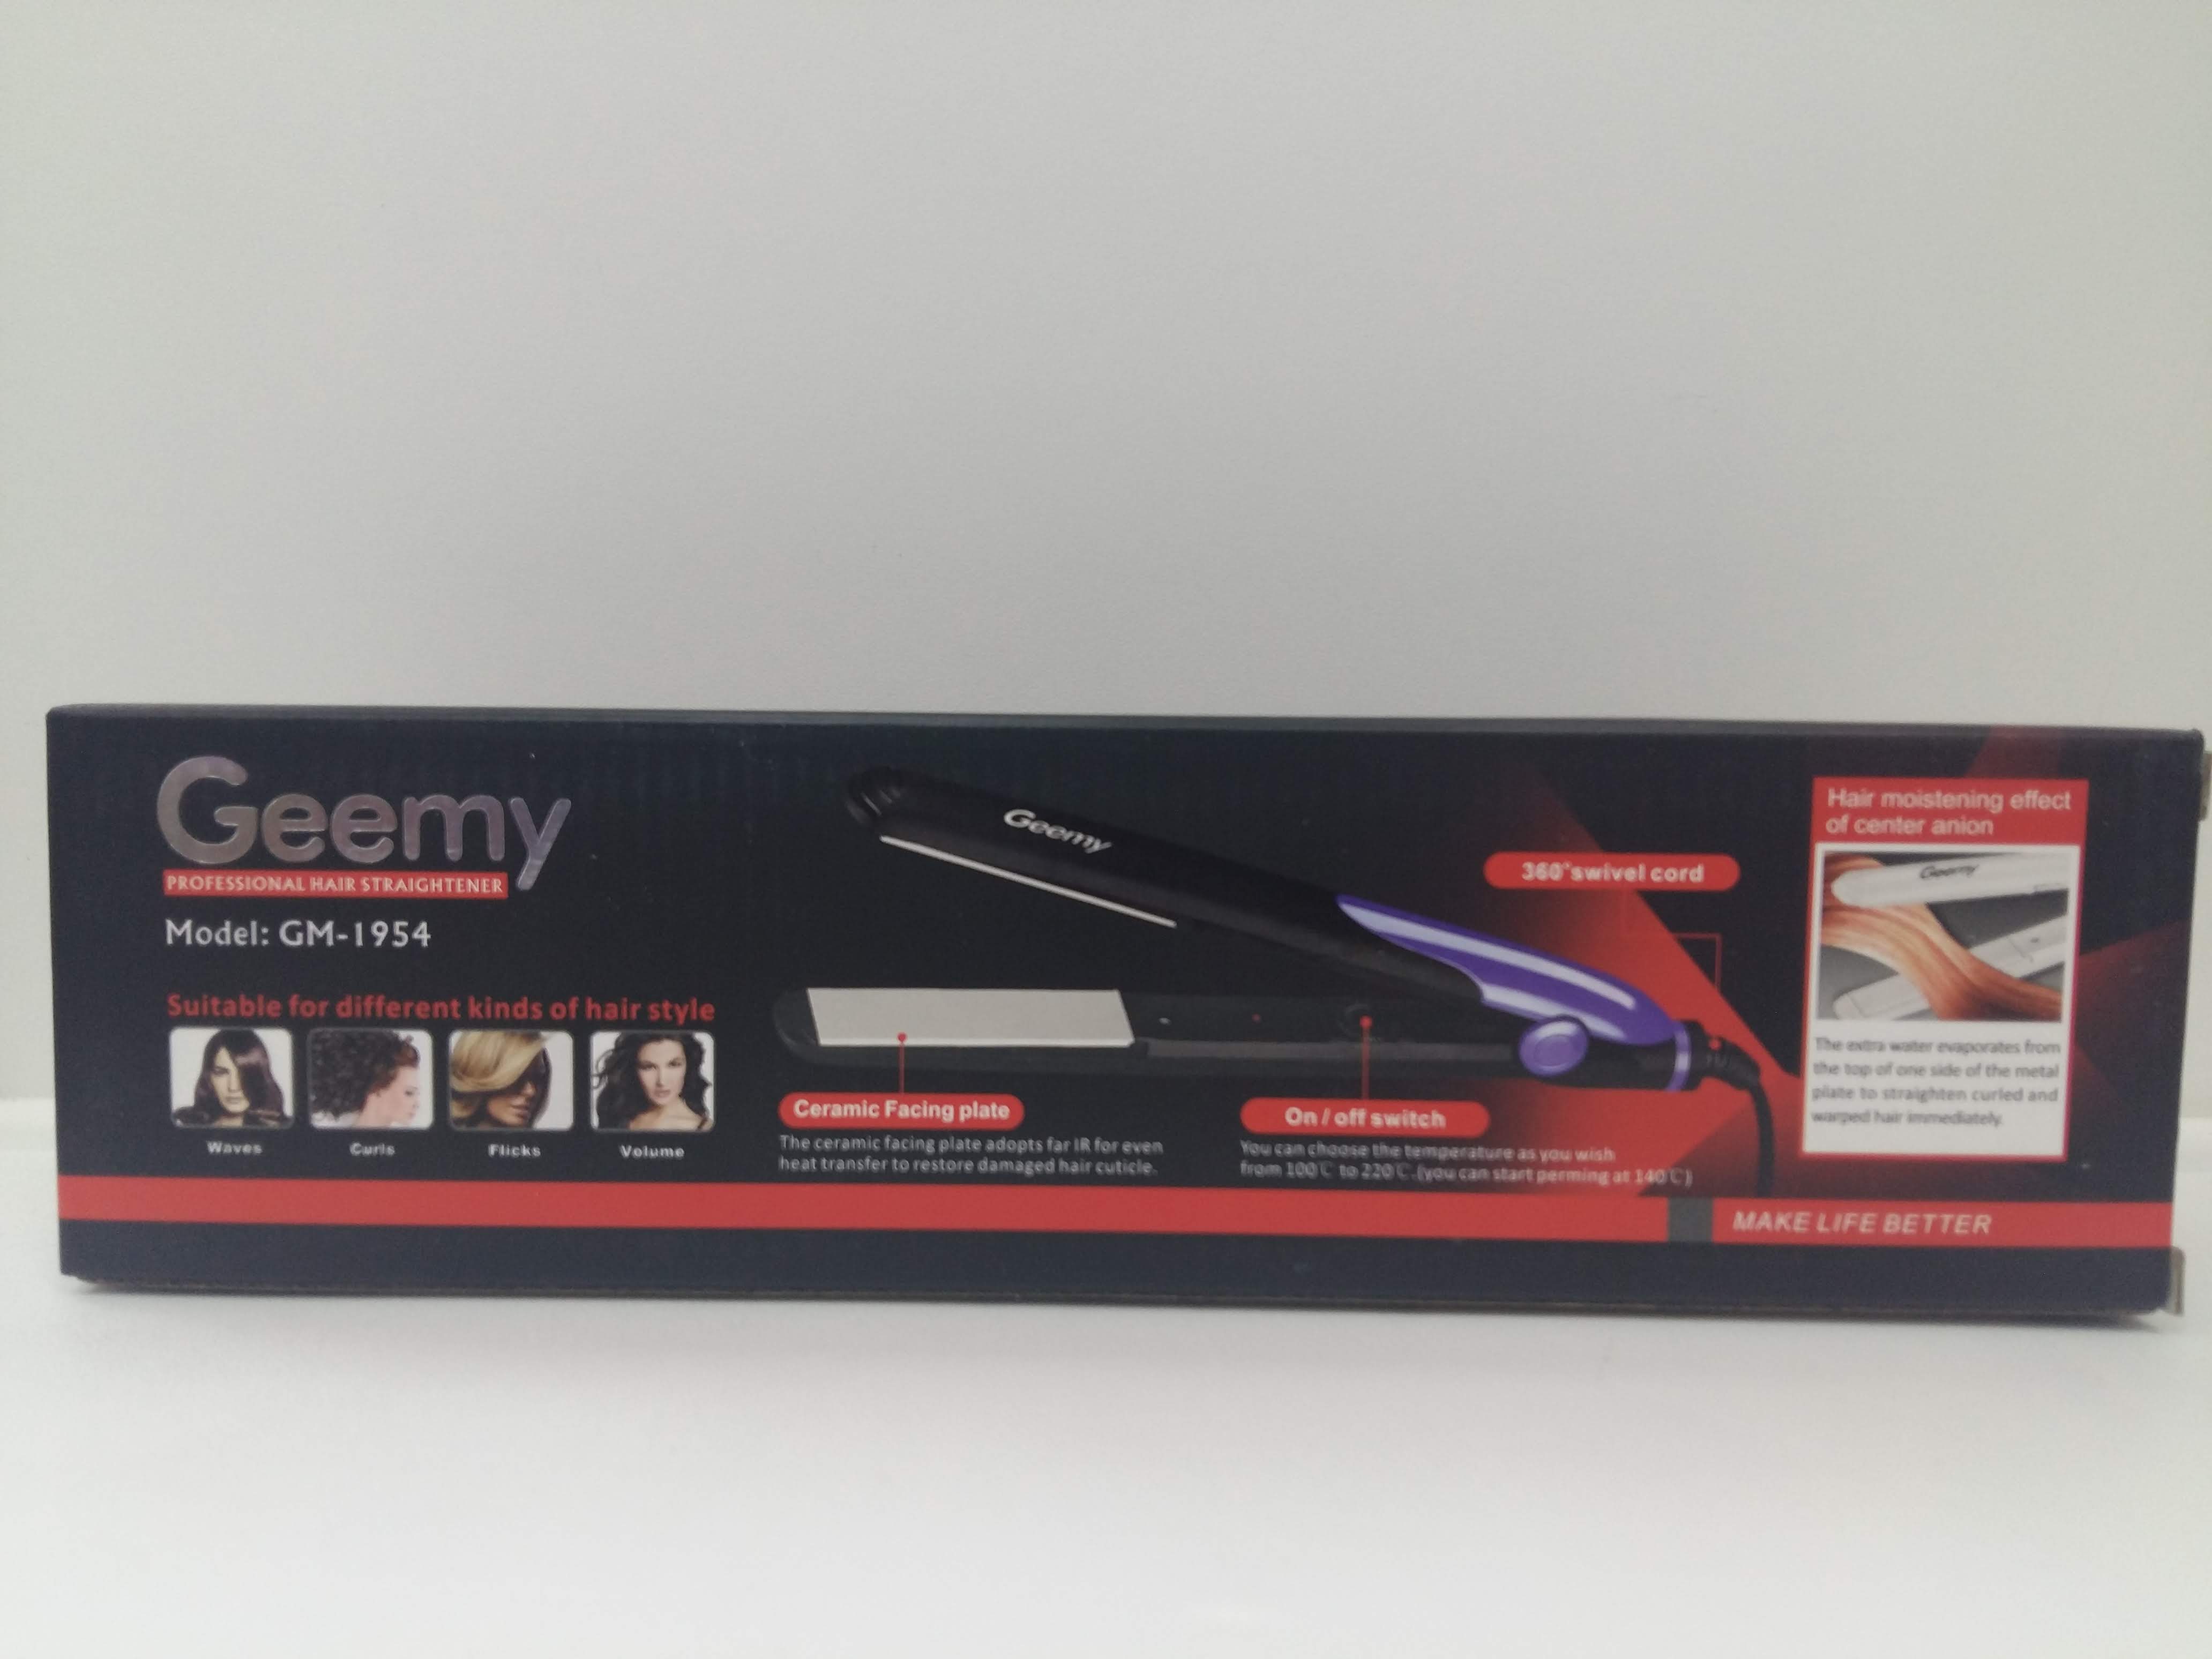 Geemy
PROFESSIONAL HAIR STRAIGHTENER
Model: GM-1954
Suitable for different kinds of hair style
Waves
Curls
Flicks
Volume
Geemy
Ceramic Facing plate
The ceramic facing plate adopts far IR for even
heat transfer to restore damaged hair cuticle.
On / off switch
You can choose the temperature as you wish
from 100℃ to 220℃.(you can start perming at 140℃)
360°swivel cord
Hair moistening effect
of center anion
Geemy
The extra water evaporates from
the top of one side of the metal
plate to straighten curled and
warped hair immediately.
MAKE LIFE BETTER